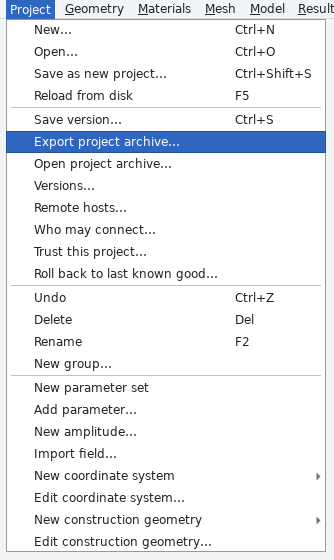 Project Geometry Materials Mesh Model Result
New... Ctrl+N
Open... Ctrl+O
Save as new project... Ctrl+Shift+S
Reload from disk F5
Save version... Ctrl+S
Export project archive...
Open project archive...
Versions...
Remote hosts...
Who may connect...
Trust this project...
Roll back to last known good...
Undo Ctrl+Z
Delete Del
Rename F2
New group...
New parameter set
Add parameter...
New amplitude...
Import field...
New coordinate system
Edit coordinate system...
New construction geometry
Edit construction geometry...